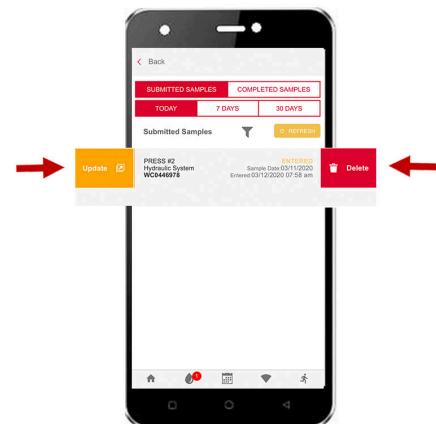 Back
SUBMITTED SAMPLES COMPLETED SAMPLES
TODAY 7 DAYS 30 DAYS
Submitted Samples REFRESH
Update PRESS #2 ENTERED Delete
Hydraulic System Sample Date:03/11/2020
WC0446978 Entered:03/12/2020 07:58 am
1